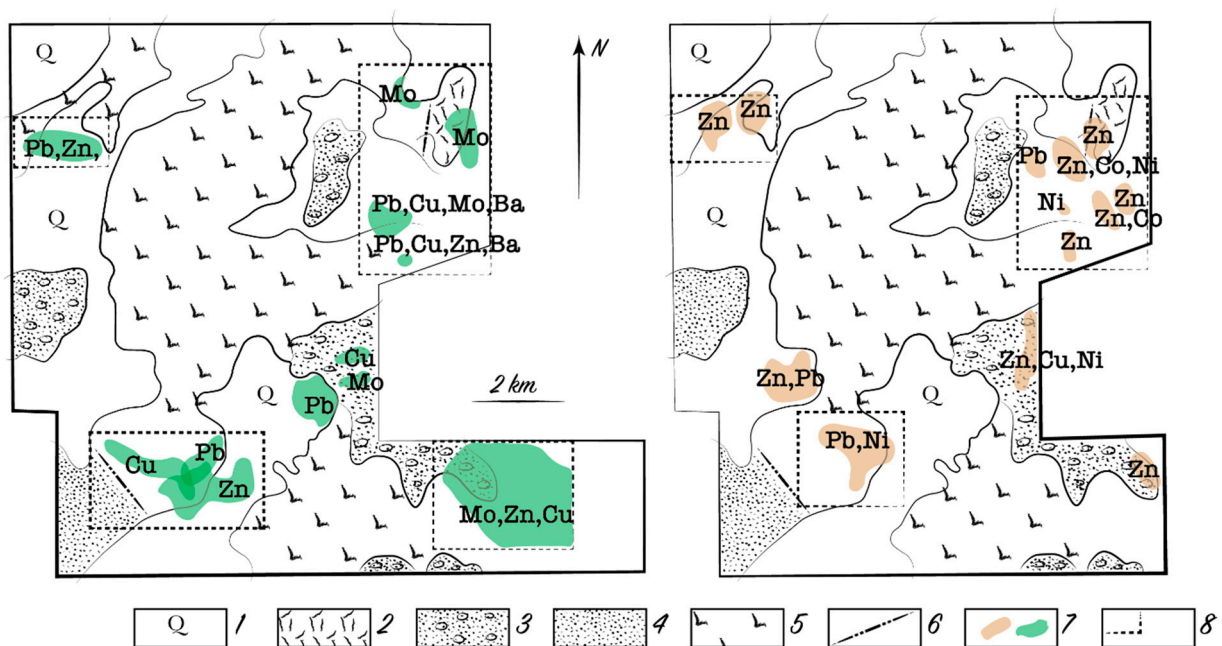 Q
N
Mo
Mo
Pb,Zn,
Q
Pb,Cu,Mo,Ba
Pb,Cu,Zn,Ba
Cu
Mo
2 km
Q
Pb
Cu
Pb
Zn
Mo,Zn,Cu
Q
Zn
Zn
Zn
Pb
Zn,Co,Ni
Ni
Zn
Zn,Co
Q
Zn
Zn,Cu,Ni
Zn,Pb
Q
Pb,Ni
Zn
Q 1 2 3 4 5 6 7 8